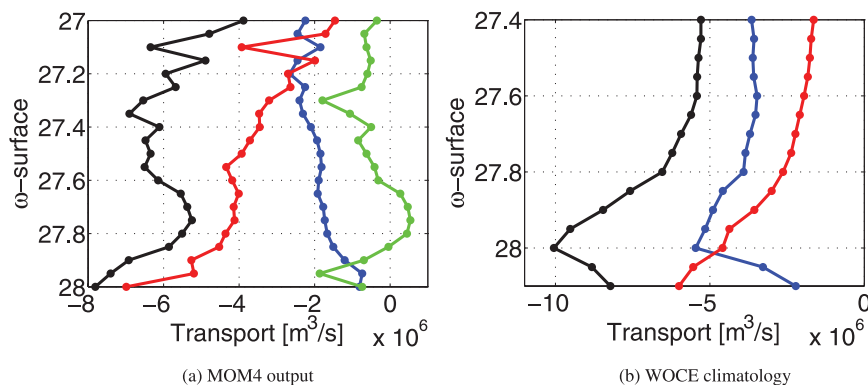 27
27.2
27.4
27.6
27.8
28
ω−surface
−8 −6 −4 −2 0
Transport [m³/s]
x 10⁶
(a) MOM4 output
27.4
27.6
27.8
28
ω−surface
−10 −5 0
Transport [m³/s]
x 10⁶
(b) WOCE climatology